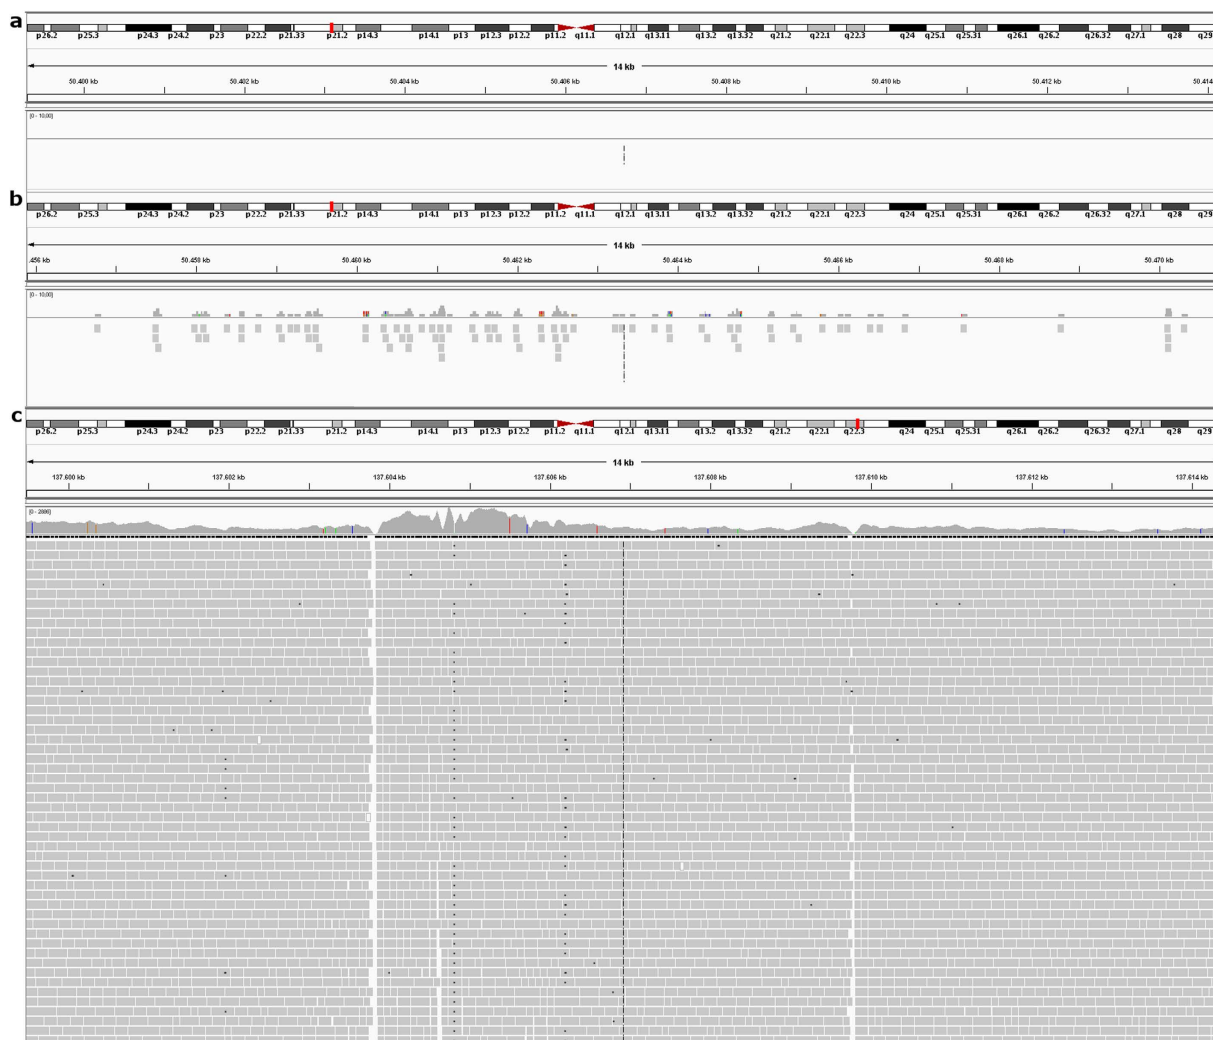 a
p26.2 p25.3 p24.3 p24.2 p23 p22.2 p21.33 p21.2 p14.3 p14.1 p13 p12.3 p12.2 p11.2 q11.1 q12.1 q13.11 q13.2 q13.32 q21.2 q22.1 q22.3 q24 q25.1 q25.31 q26.1 q26.32 q27.1 q28 q29
14 kb
50.400 kb 50.402 kb 50.404 kb 50.406 kb 50.408 kb 50.410 kb 50.412 kb 50.414
[0 - 10,00]
b
p26.2 p25.3 p24.3 p24.2 p23 p22.2 p21.33 p21.2 p14.3 p14.1 p13 p12.3 p12.2 p11.2 q11.1 q12.1 q13.11 q13.2 q13.32 q21.2 q22.1 q22.3 q24 q25.1 q25.31 q26.1 q26.32 q27.1 q28 q29
14 kb
.456 kb 50.458 kb 50.460 kb 50.462 kb 50.464 kb 50.466 kb 50.468 kb 50.470 kb
[0 - 10,00]
c
p26.2 p25.3 p24.3 p24.2 p23 p22.2 p21.33 p21.2 p14.3 p14.1 p13 p12.3 p12.2 p11.2 q11.1 q12.1 q13.11 q13.2 q13.32 q21.2 q22.1 q22.3 q24 q25.1 q25.31 q26.1 q26.32 q27.1 q28 q29
14 kb
137.600 kb 137.602 kb 137.604 kb 137.606 kb 137.608 kb 137.610 kb 137.612 kb 137.614 kb
[0 - 2000]